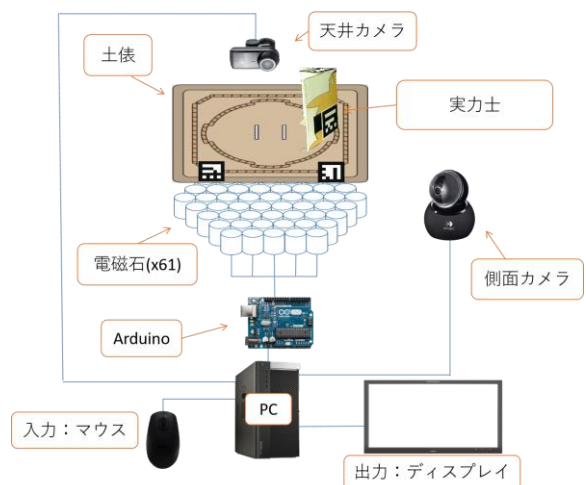 天井カメラ
土俵
実力士
電磁石(x61)
側面カメラ
Arduino
PC
入力：マウス
出力：ディスプレイ